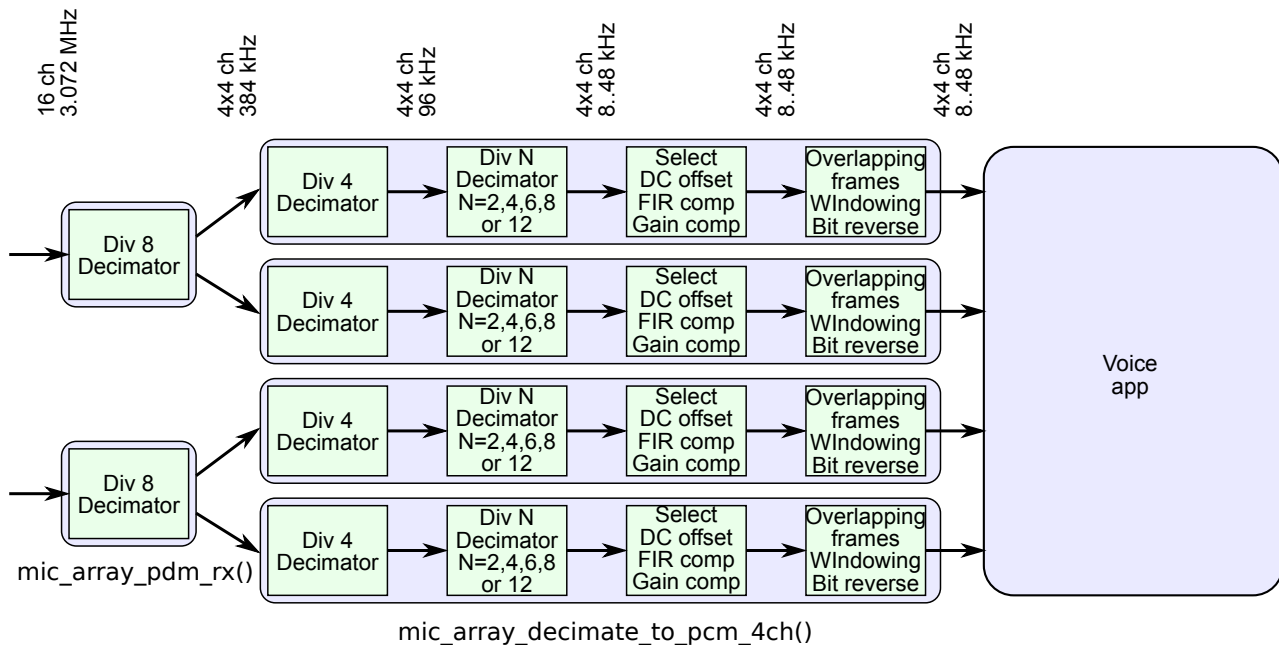 16 ch
3.072 MHz
4x4 ch
384 kHz
4x4 ch
96 kHz
4x4 ch
8..48 kHz
4x4 ch
8..48 kHz
4x4 ch
8..48 kHz
Div 8
Decimator
Div 4
Decimator
Div N
Decimator
N=2,4,6,8
or 12
Select
DC offset
FIR comp
Gain comp
Overlapping
frames
WIndowing
Bit reverse
Div 4
Decimator
Div N
Decimator
N=2,4,6,8
or 12
Select
DC offset
FIR comp
Gain comp
Overlapping
frames
WIndowing
Bit reverse
Voice
app
Div 8
Decimator
Div 4
Decimator
Div N
Decimator
N=2,4,6,8
or 12
Select
DC offset
FIR comp
Gain comp
Overlapping
frames
WIndowing
Bit reverse
Div 4
Decimator
Div N
Decimator
N=2,4,6,8
or 12
Select
DC offset
FIR comp
Gain comp
Overlapping
frames
WIndowing
Bit reverse
mic_array_pdm_rx()
mic_array_decimate_to_pcm_4ch()